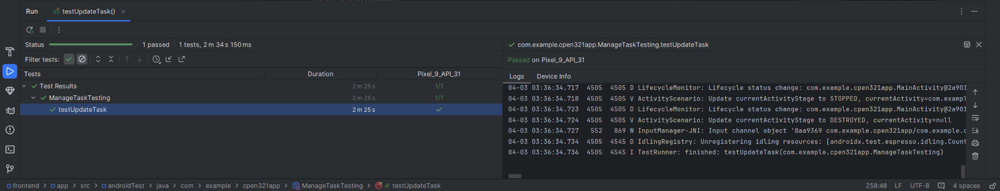 Run testUpdateTask()
Status 1 passed 1 tests, 2 m 34 s 150 ms
Filter tests:
Tests Duration Pixel_9_API_31
Test Results 2 m 25 s 1/1
ManageTaskTesting 2 m 25 s 1/1
testUpdateTask 2 m 25 s
com.example.cpen321app.ManageTaskTesting.testUpdateTask
Passed on Pixel_9_API_31
Logs Device Info
04-03 03:36:34.717 4505 4505 D LifecycleMonitor: Lifecycle status change: com.example.cpen321app.MainActivity@2a901
04-03 03:36:34.718 4505 4505 V ActivityScenario: Update currentActivityStage to STOPPED, currentActivity=com.exampl
04-03 03:36:34.723 4505 4505 D LifecycleMonitor: Lifecycle status change: com.example.cpen321app.MainActivity@2a901
04-03 03:36:34.724 4505 4505 V ActivityScenario: Update currentActivityStage to DESTROYED, currentActivity=null
04-03 03:36:34.727 552 869 W InputManager-JNI: Input channel object '8aa9369 com.example.cpen321app/com.example.c
04-03 03:36:34.734 4505 4545 D IdlingRegistry: Unregistering idling resources: [androidx.test.espresso.idling.Count
04-03 03:36:34.736 4505 4545 I TestRunner: finished: testUpdateTask(com.example.cpen321app.ManageTaskTesting)
frontend > app > src > androidTest > java > com > example > cpen321app > ManageTaskTesting > testUpdateTask 258:48 LF UTF-8 4 spaces